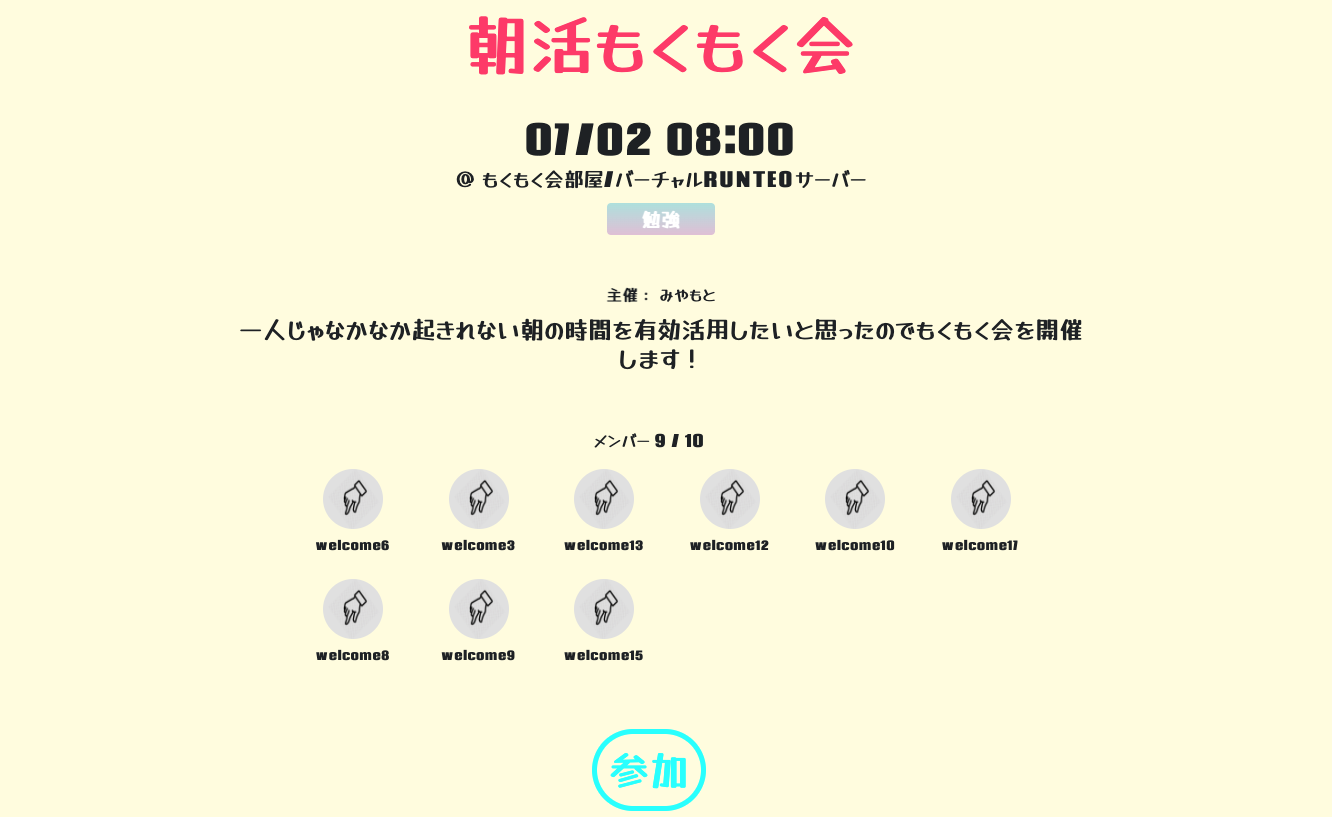 朝活もくもく会
07/02 08:00
@ もくもく会部屋/バーチャルRUNTEQサーバー
勉強
主催： みやもと
一人じゃなかなか起きれない朝の時間を有効活用したいと思ったのでもくもく会を開催
します！
メンバー 9 / 10
welcome6 welcome3 welcome13 welcome12 welcome10 welcome17
welcome8 welcome9 welcome15
参加